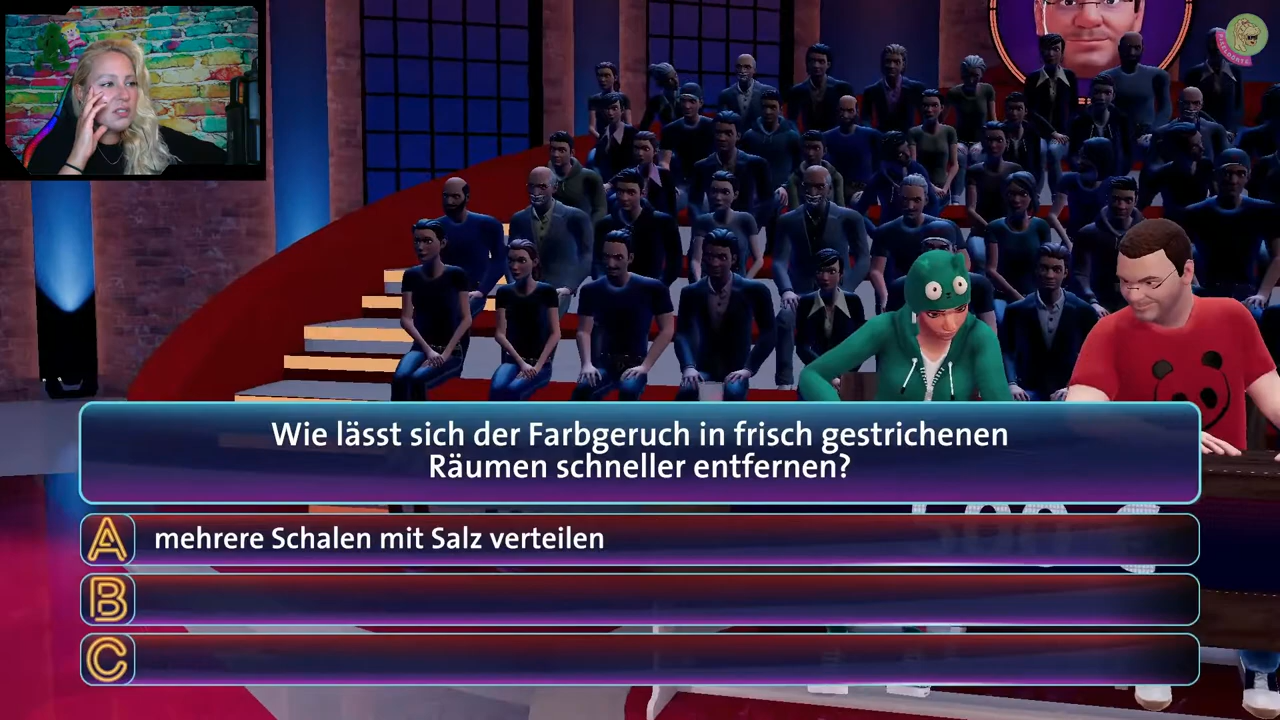 Wie lässt sich der Farbgeruch in frisch gestrichenen
Räumen schneller entfernen?
A mehrere Schalen mit Salz verteilen
B
C